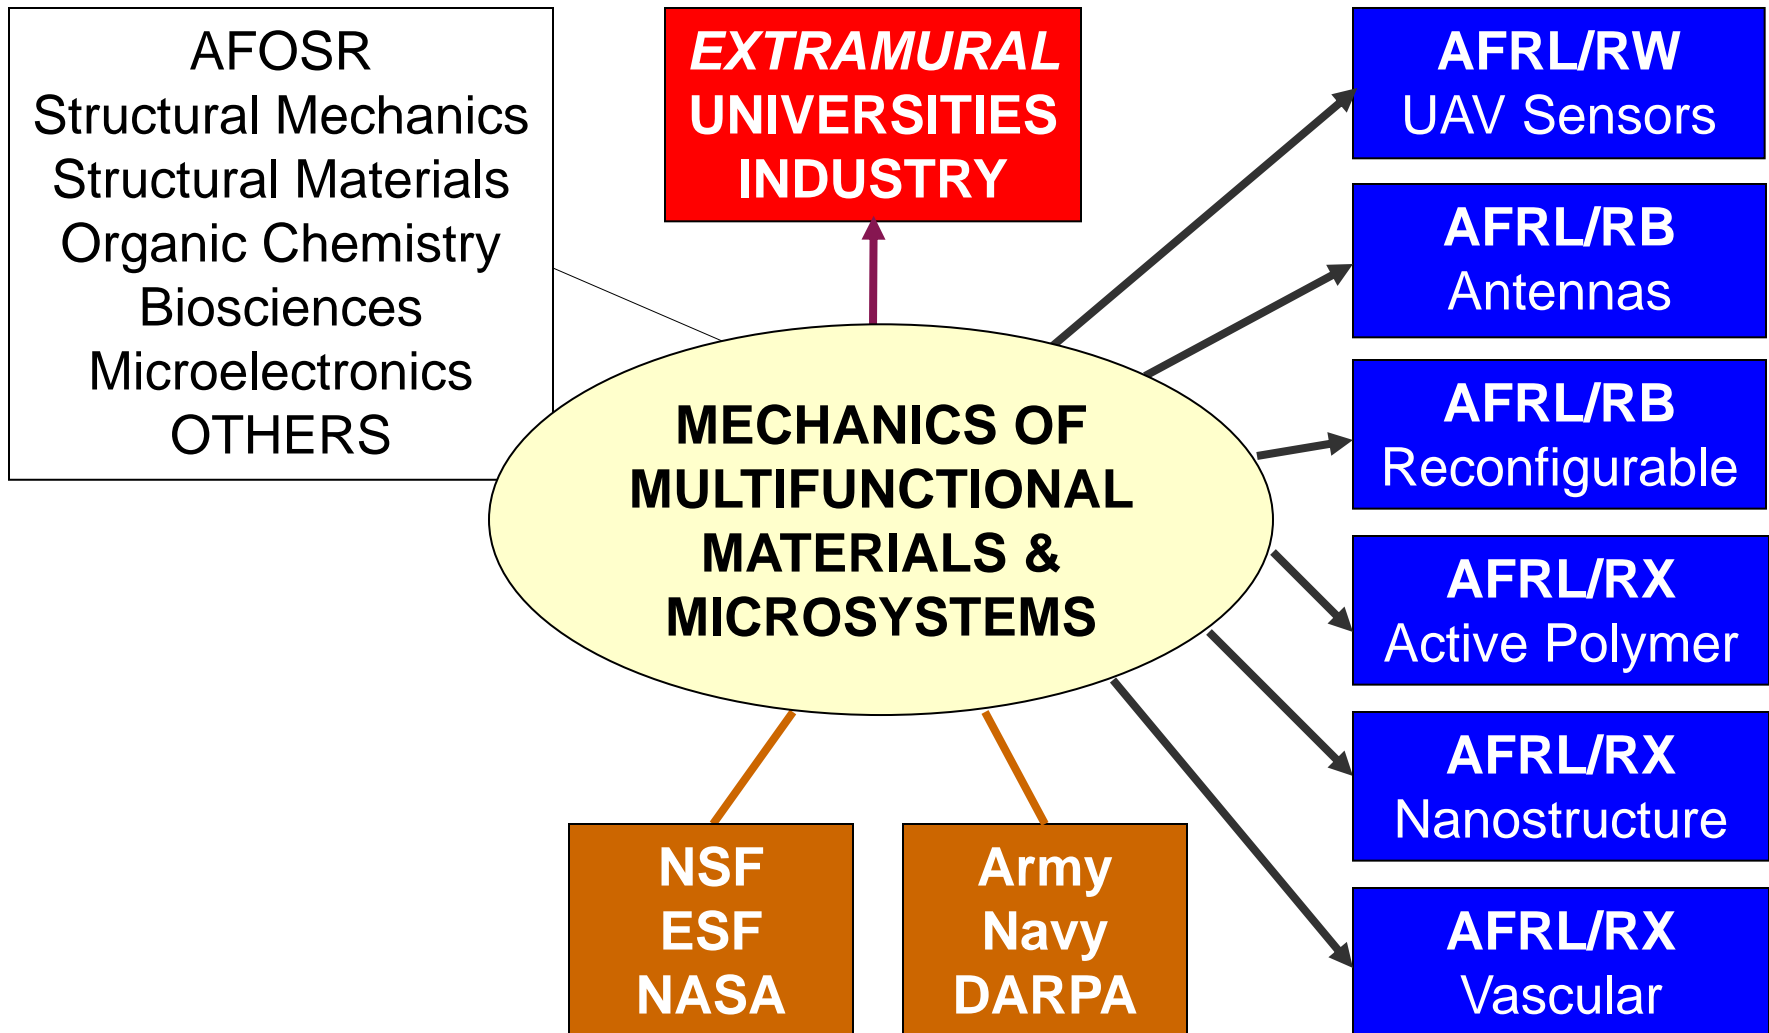 AFOSR
Structural Mechanics
Structural Materials
Organic Chemistry
Biosciences
Microelectronics
OTHERS
EXTRAMURAL
UNIVERSITIES
INDUSTRY
AFRL/RW
UAV Sensors
AFRL/RB
Antennas
AFRL/RB
Reconfigurable
AFRL/RX
Active Polymer
AFRL/RX
Nanostructure
AFRL/RX
Vascular
MECHANICS OF
MULTIFUNCTIONAL
MATERIALS &
MICROSYSTEMS
NSF
ESF
NASA
Army
Navy
DARPA